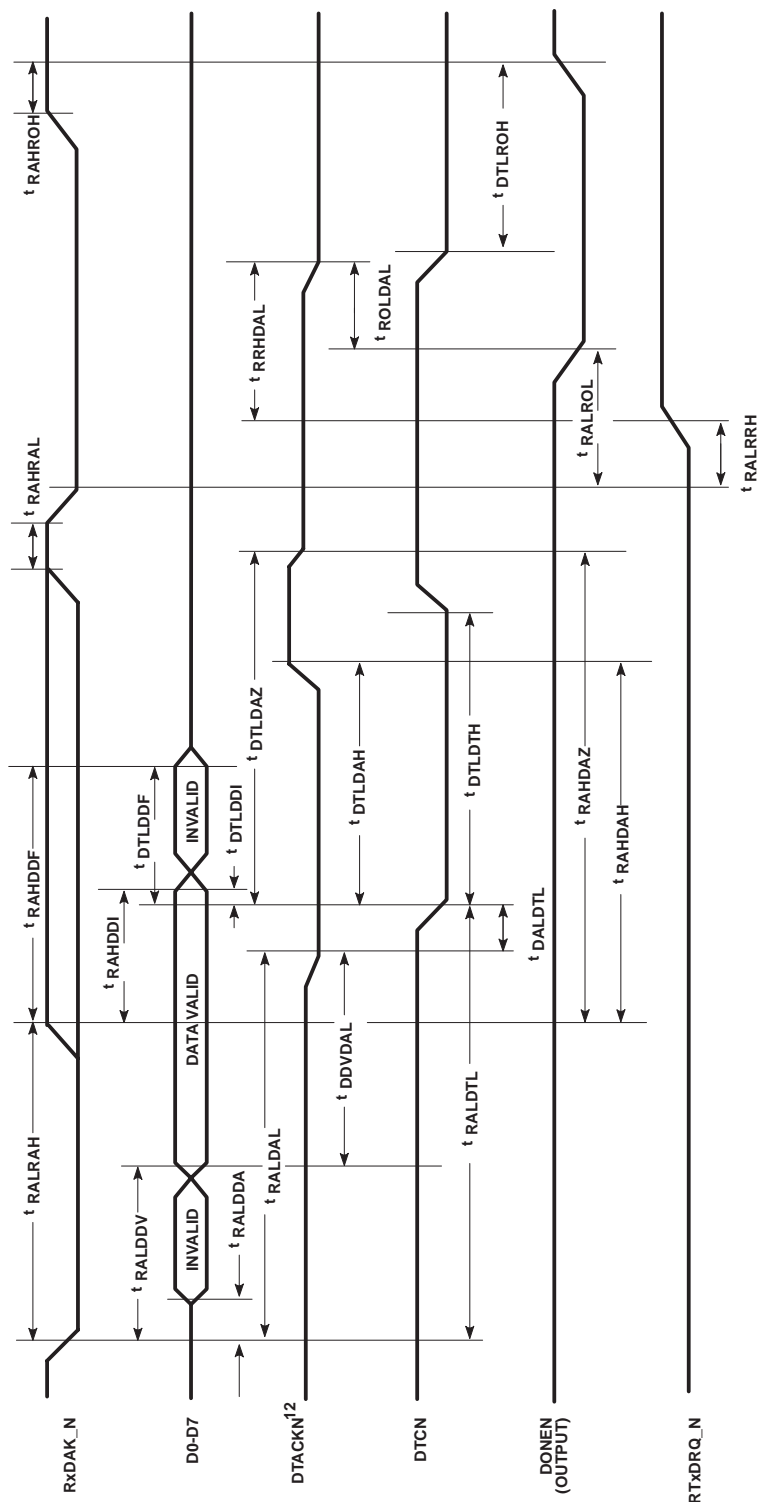 RxDAK_N
t RALRAH
t RAHDDF
t RAHRAL
t RAHROH
t RALDDV
t RAHDDI
t DTLDDF
D0-D7
INVALID
DATA VALID
INVALID
t RALDDA
t DTLDDI
t RALDAL
t DTLDAZ
t RRHDAL
DTACKN12
t DDVDAL
t DTLDAH
t ROLDAL
DTCN
t RALDTL
t DTLDTH
t DTLROH
t DALDTL
DONEN
(OUTPUT)
t RAHDAZ
t RALROL
t RAHDAH
RTxDRQ_N
t RALRRH